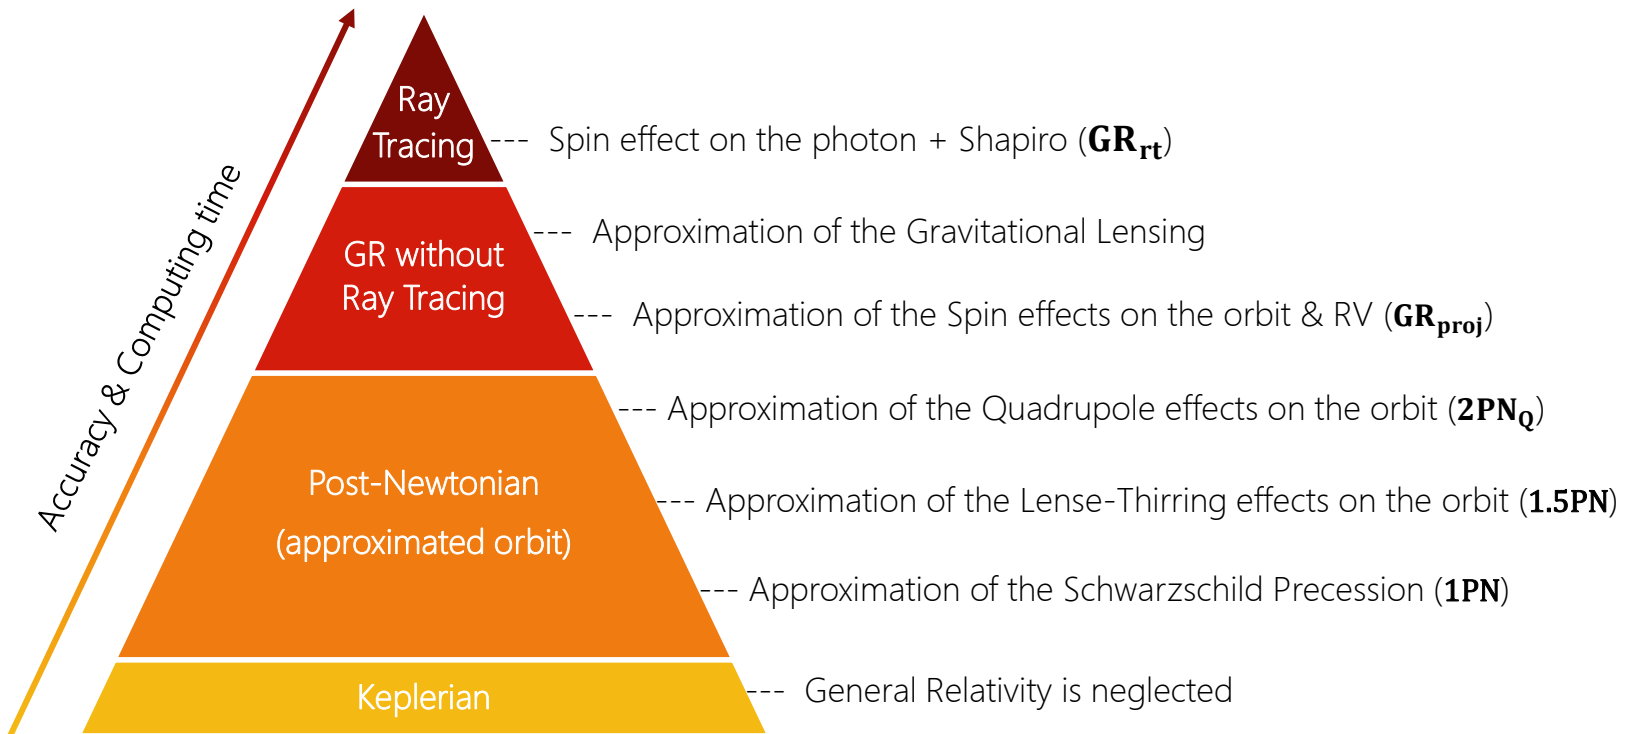 Accuracy & Computing time
Ray
Tracing
--- Spin effect on the photon + Shapiro (GRrt)
GR without
Ray Tracing
--- Approximation of the Gravitational Lensing
--- Approximation of the Spin effects on the orbit & RV (GRproj)
Post-Newtonian
(approximated orbit)
--- Approximation of the Quadrupole effects on the orbit (2PNQ)
--- Approximation of the Lense-Thirring effects on the orbit (1.5PN)
--- Approximation of the Schwarzschild Precession (1PN)
Keplerian
--- General Relativity is neglected